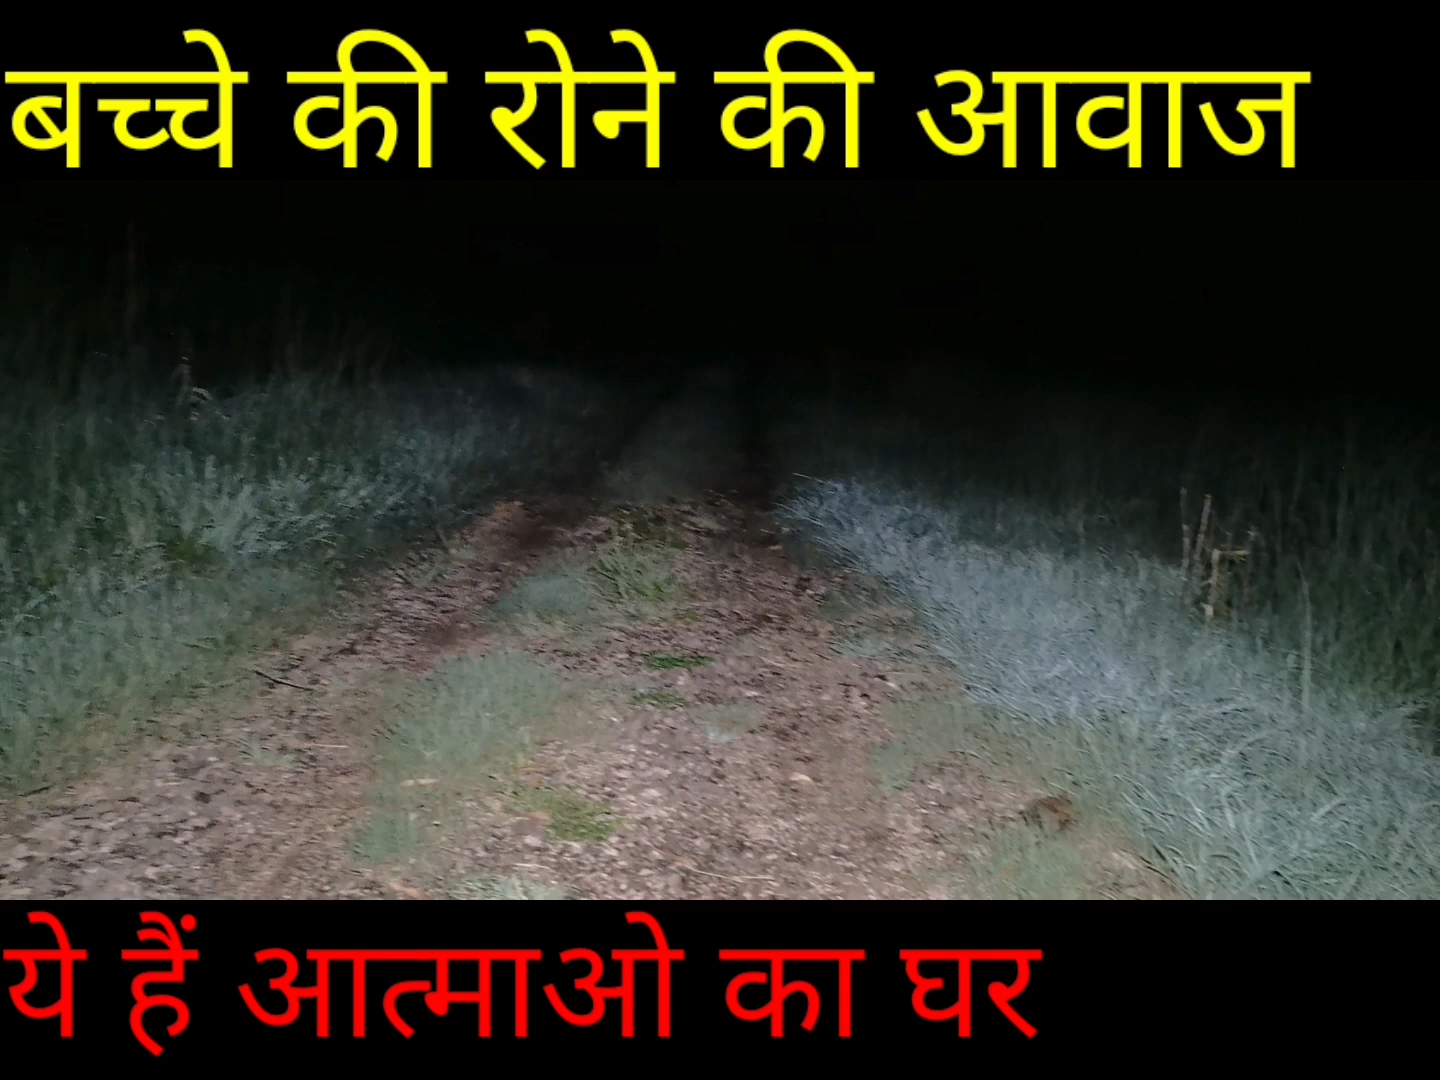 बच्चे की रोने की आवाज
ये हैं आत्माओ का घर